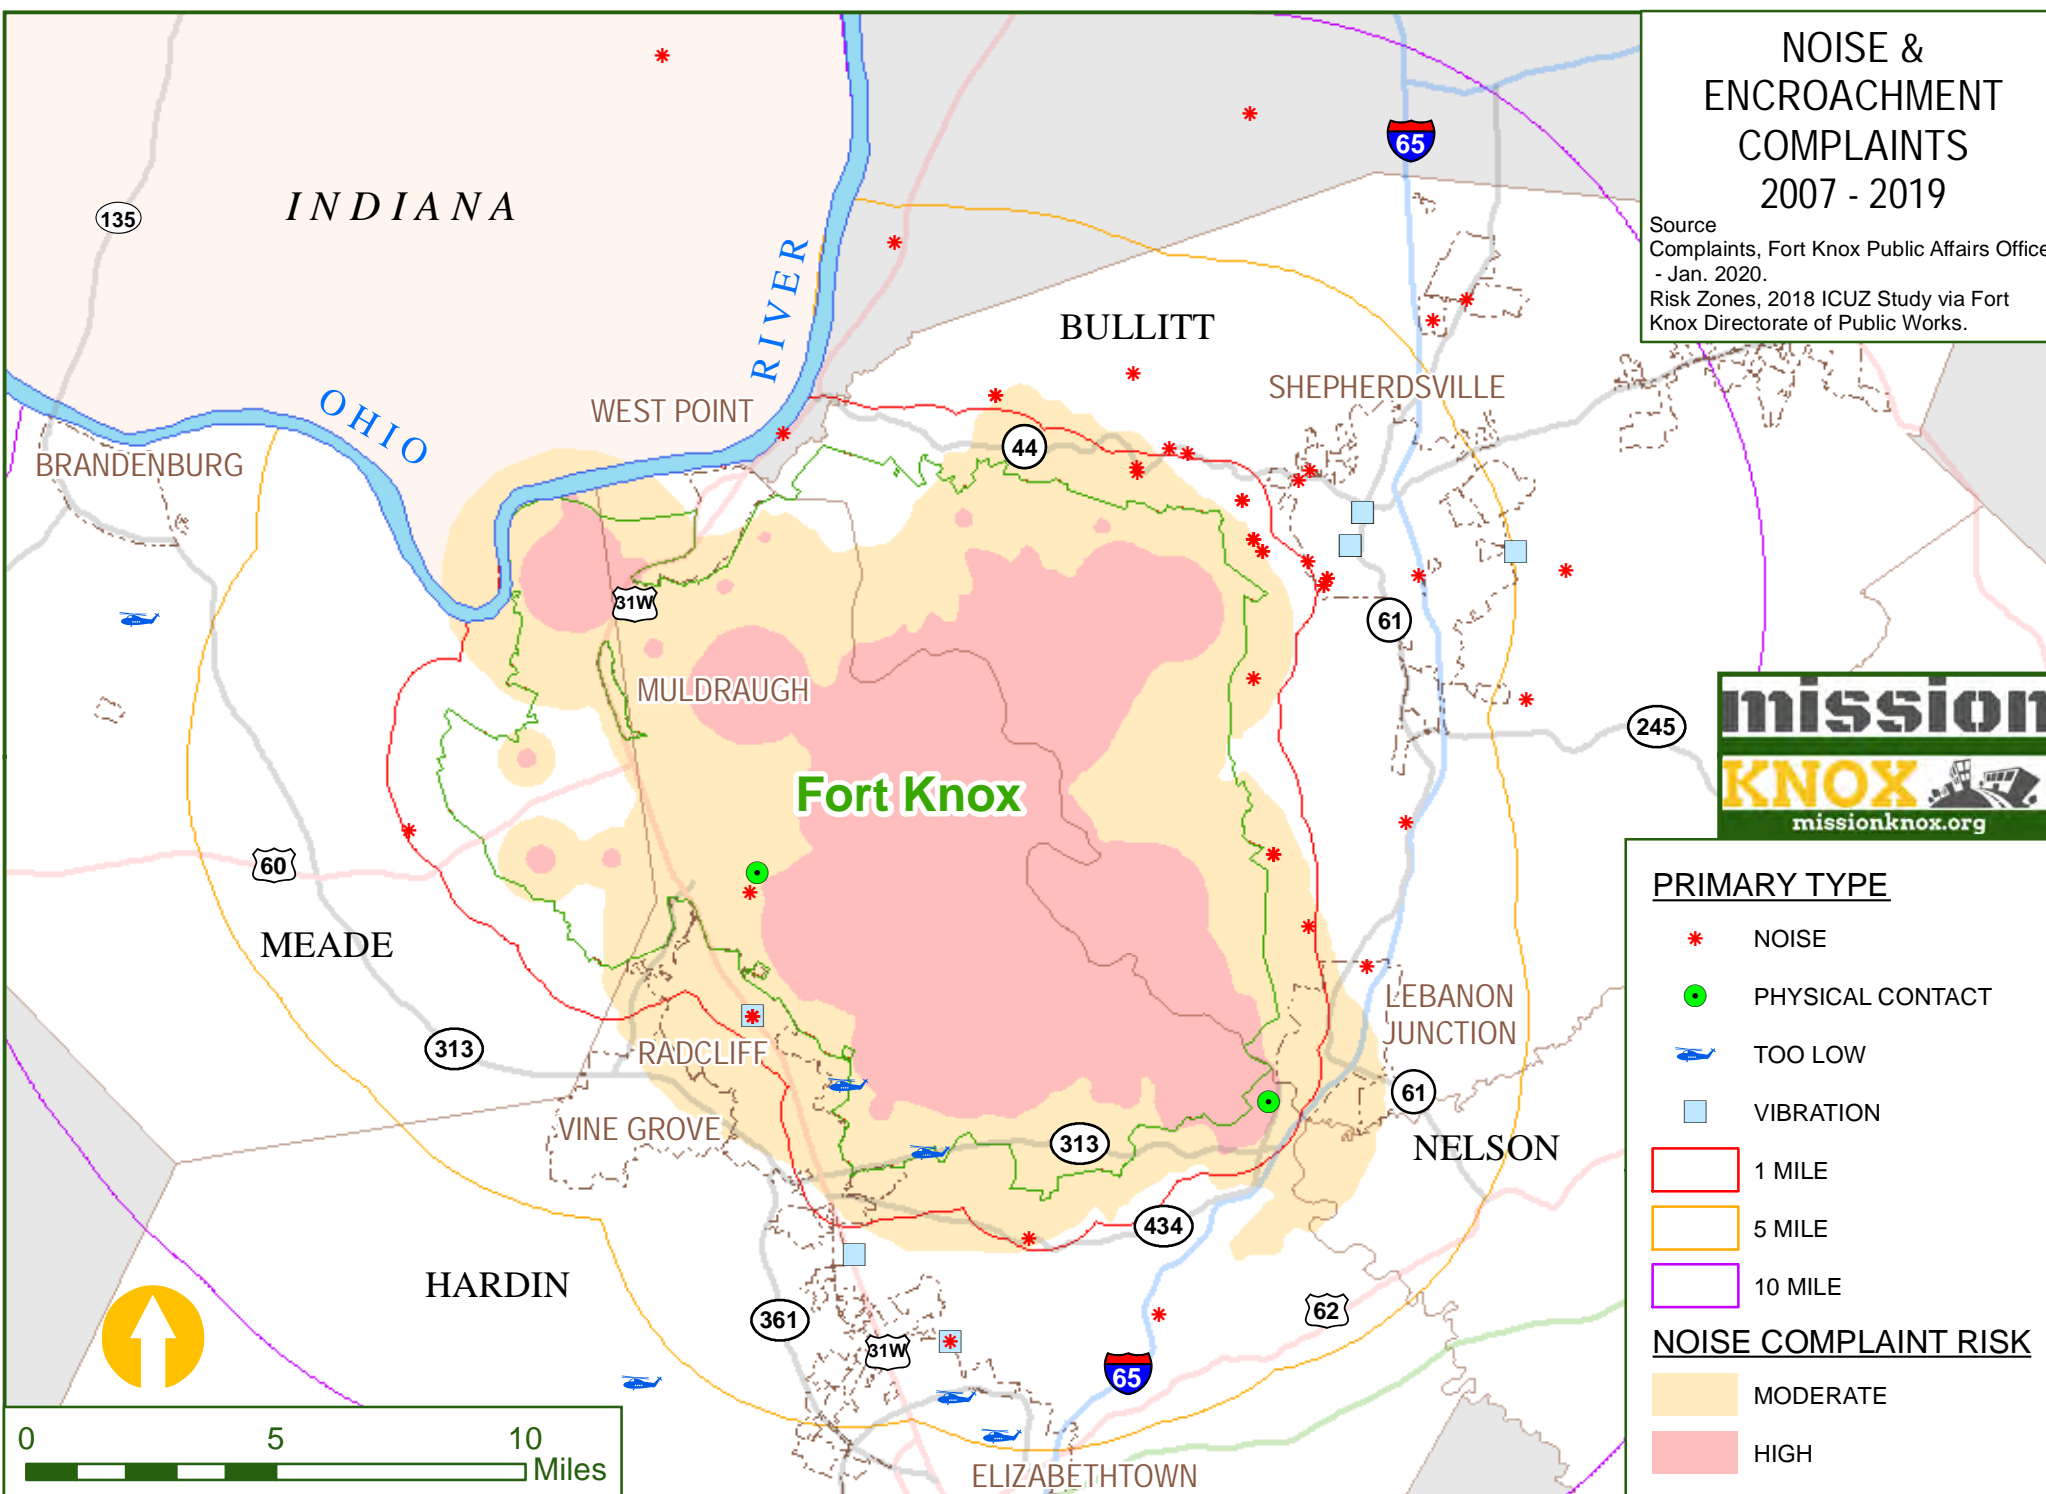 NOISE &
ENCROACHMENT
COMPLAINTS
2007 - 2019
Source
Complaints, Fort Knox Public Affairs Office
- Jan. 2020.
Risk Zones, 2018 ICUZ Study via Fort
Knox Directorate of Public Works.
65
INDIANA
135
RIVER
BULLITT
SHEPHERDSVILLE
WEST POINT
OHIO
44
BRANDENBURG
31W
61
MULDRAUGH
245
mission
KNOX
missionknox.org
Fort Knox
60
MEADE
PRIMARY TYPE
NOISE
PHYSICAL CONTACT
TOO LOW
VIBRATION
1 MILE
5 MILE
10 MILE
NOISE COMPLAINT RISK
MODERATE
HIGH
LEBANON
JUNCTION
313
RADCLIFF
61
VINE GROVE
313
NELSON
434
HARDIN
361
62
31W
65
ELIZABETHTOWN
0 5 10
Miles